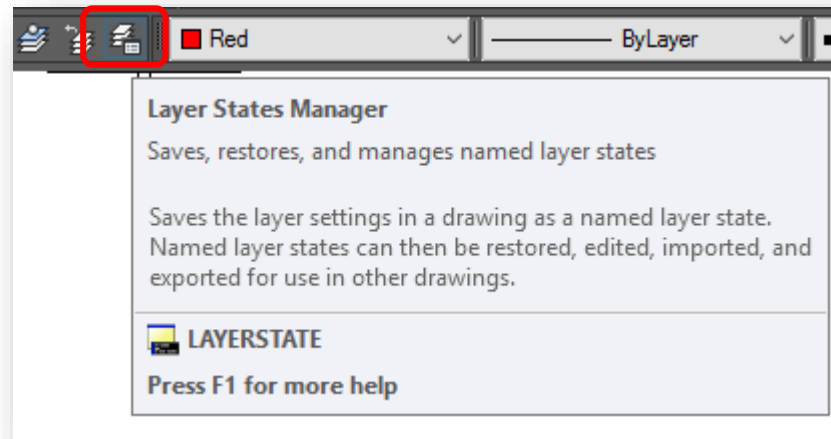 Red
ByLayer
Layer States Manager
Saves, restores, and manages named layer states
Saves the layer settings in a drawing as a named layer state.
Named layer states can then be restored, edited, imported, and
exported for use in other drawings.
LAYERSTATE
Press F1 for more help